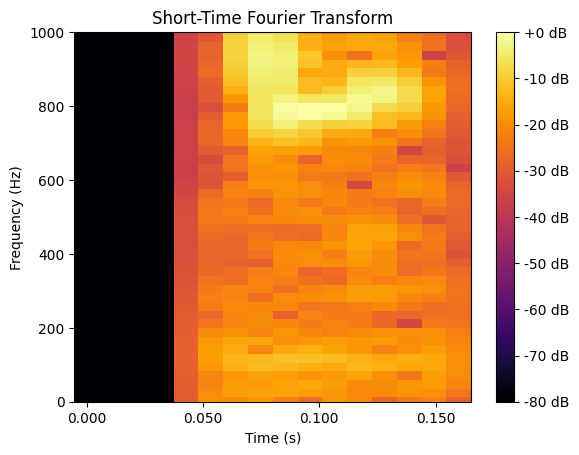 Short-Time Fourier Transform
1000
800
600
400
200
0
Frequency (Hz)
0.000
0.050
0.100
0.150
Time (s)
+0 dB
-10 dB
-20 dB
-30 dB
-40 dB
-50 dB
-60 dB
-70 dB
-80 dB